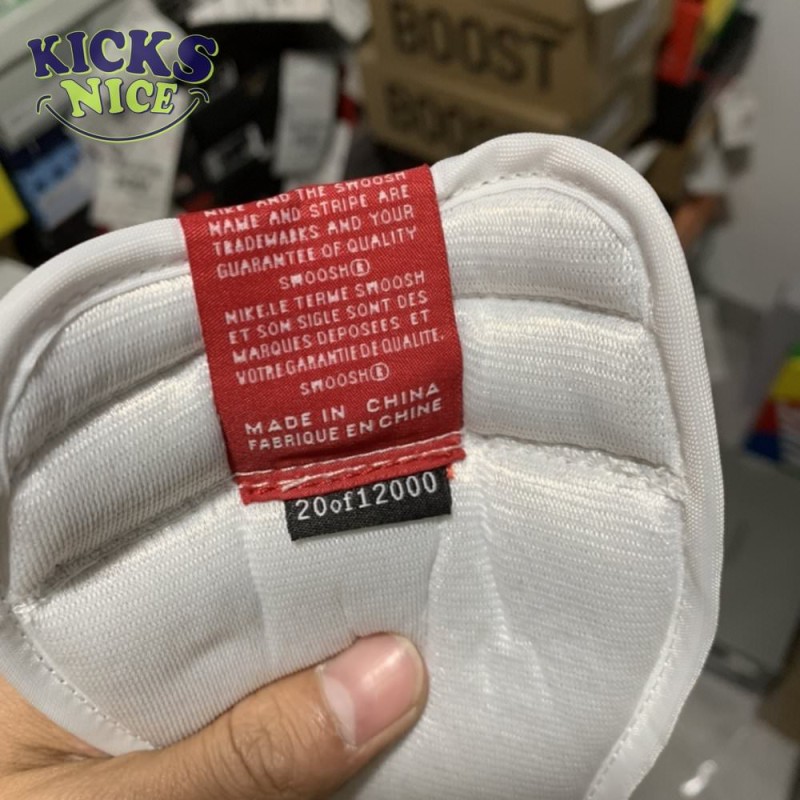 KICKS
NICE
BOOST
BOOST
NIKE AND THE SWOOSH
NAME AND STRIPE ARE
TRADEMARKS AND YOUR
GUARANTEE OF QUALITY
SWOOSH®
NIKE.LE TERME SWOOSH
ET SON SIGLE SONT DES
MARQUES DEPOSEES ET
VOTRE GARANTIE DE QUALITE.
SWOOSH®
MADE IN CHINA
FABRIQUE EN CHINE
20of12000